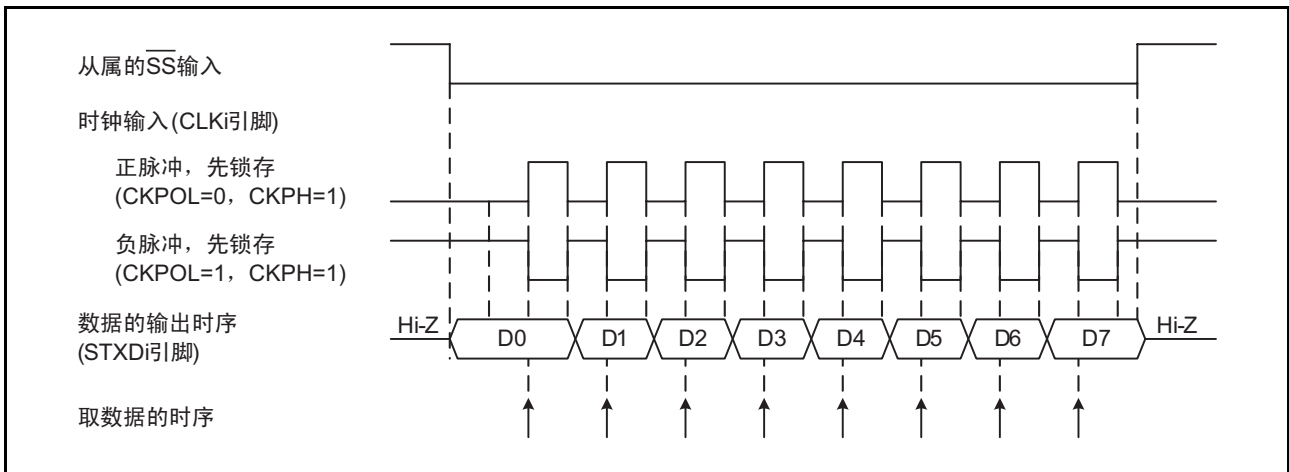 从属的SS输入
时钟输入(CLKi引脚)
正脉冲，先锁存
(CKPOL=0，CKPH=1)
负脉冲，先锁存
(CKPOL=1，CKPH=1)
数据的输出时序
(STXDi引脚)
Hi-Z D0 D1 D2 D3 D4 D5 D6 D7 Hi-Z
取数据的时序